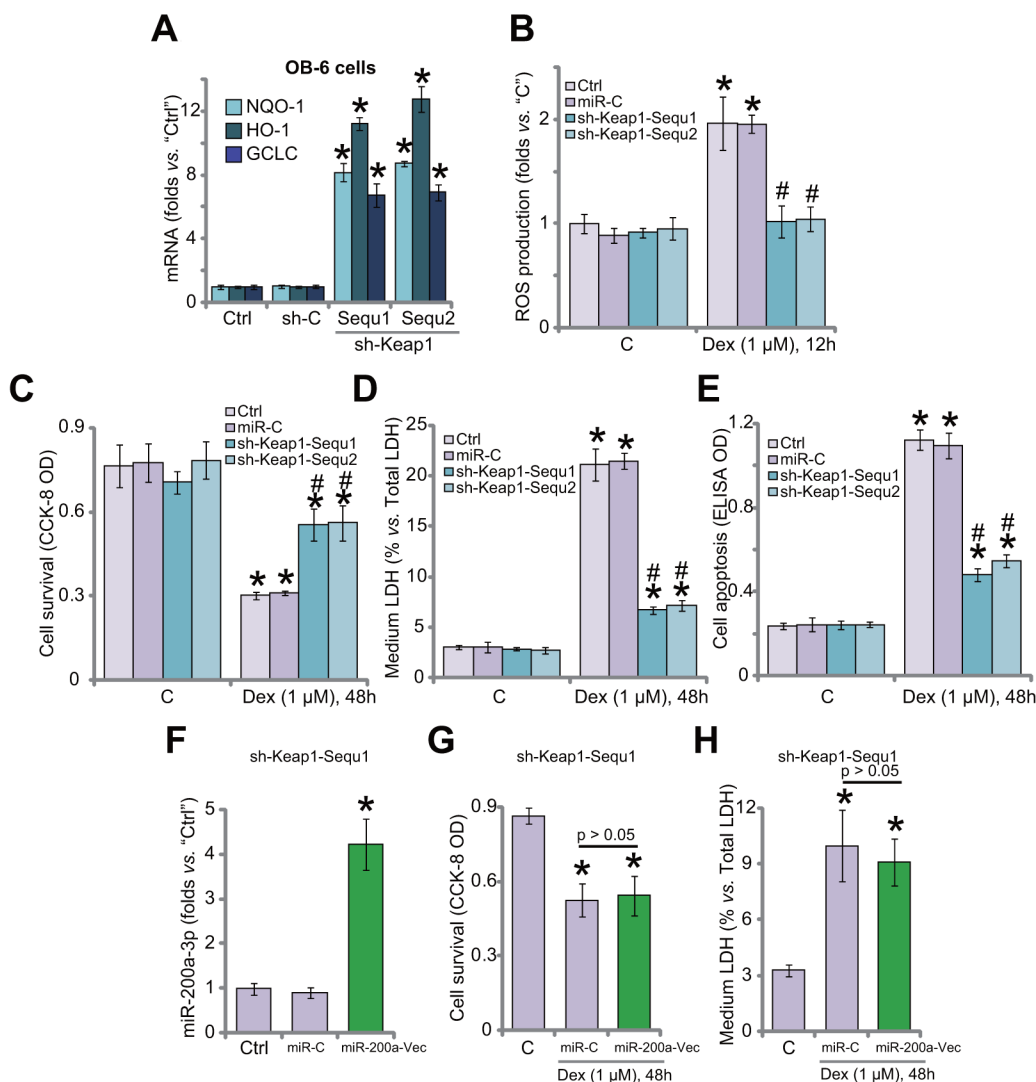 A
OB-6 cells
mRNA (folds vs. “Ctrl”)
12
8
4
0
NQO-1
HO-1
GCLC
* * * * * *
Ctrl
sh-C
Sequ1
Sequ2
sh-Keap1
B
ROS production (folds vs. “C”)
2
1
0
Ctrl
miR-C
sh-Keap1-Sequ1
sh-Keap1-Sequ2
* * # #
C
Dex (1 µM), 12h
C
Cell survival (CCK-8 OD)
0.9
0.6
0.3
0
Ctrl
miR-C
sh-Keap1-Sequ1
sh-Keap1-Sequ2
# #
* * * *
C
Dex (1 µM), 48h
D
Medium LDH (% vs. Total LDH)
25
20
15
10
5
0
Ctrl
miR-C
sh-Keap1-Sequ1
sh-Keap1-Sequ2
* *
# #
* *
C
Dex (1 µM), 48h
E
Cell apoptosis (ELISA OD)
1.2
0.8
0.4
0
Ctrl
miR-C
sh-Keap1-Sequ1
sh-Keap1-Sequ2
* *
# #
* *
C
Dex (1 µM), 48h
F
sh-Keap1-Sequ1
miR-200a-3p (folds vs. “Ctrl”)
5
4
3
2
1
0
*
Ctrl
miR-C
miR-200a-Vec
G
sh-Keap1-Sequ1
Cell survival (CCK-8 OD)
0.9
0.6
0.3
0
p > 0.05
* *
C
miR-C
miR-200a-Vec
Dex (1 µM), 48h
H
sh-Keap1-Sequ1
p > 0.05
Medium LDH (% vs. Total LDH)
12
9
6
3
0
* *
C
miR-C
miR-200a-Vec
Dex (1 µM), 48h